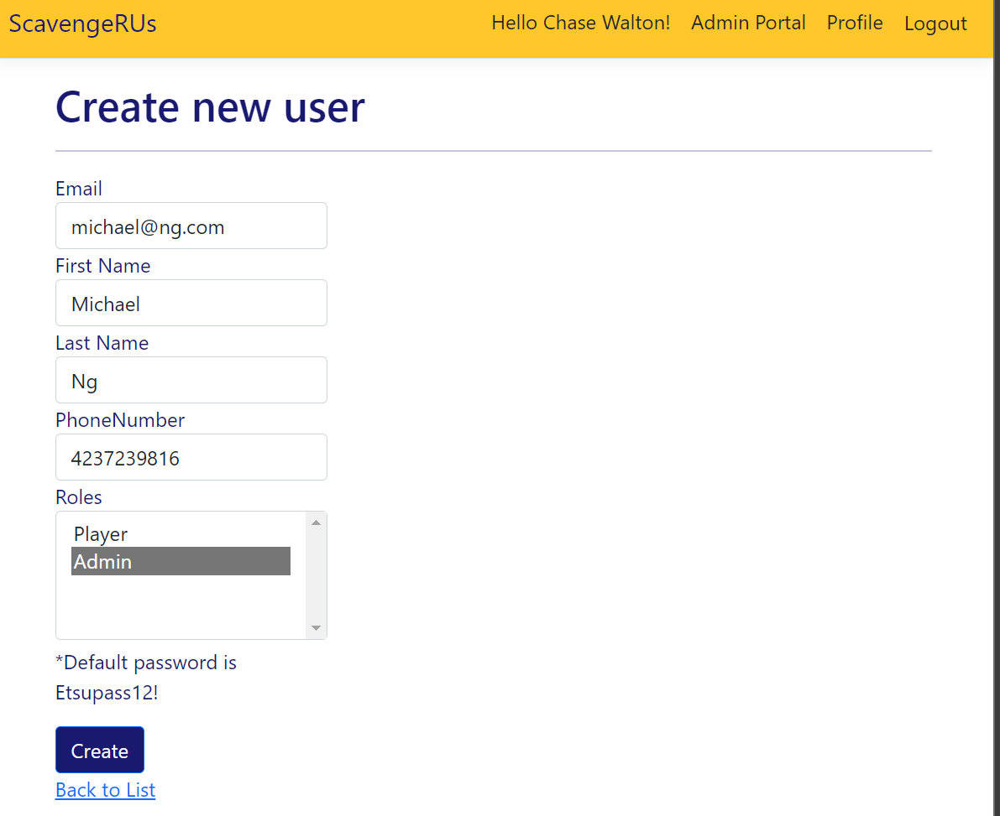 ScavengeRUs
Hello Chase Walton! Admin Portal Profile Logout
Create new user
Email
michael@ng.com
First Name
Michael
Last Name
Ng
PhoneNumber
4237239816
Roles
Player
Admin
*Default password is
Etsupass12!
Create
Back to List